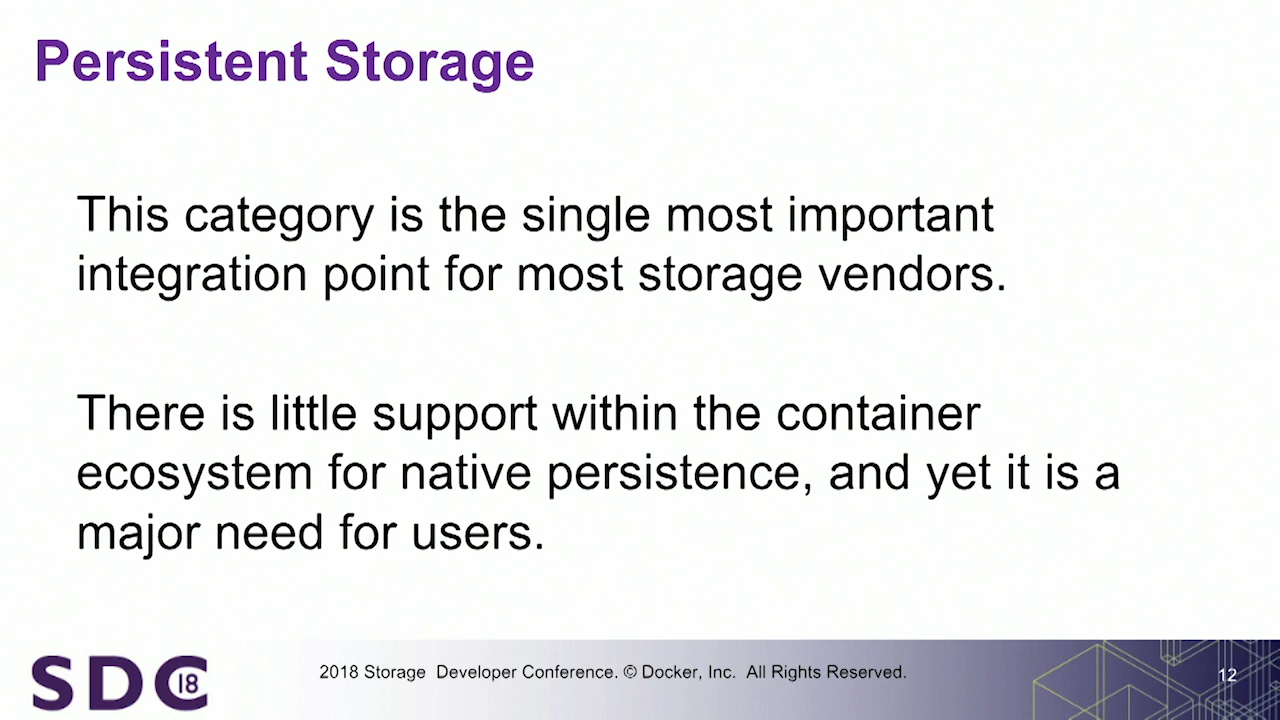 Persistent Storage
This category is the single most important
integration point for most storage vendors.
There is little support within the container
ecosystem for native persistence, and yet it is a
major need for users.
SDC 18
2018 Storage Developer Conference. © Docker, Inc. All Rights Reserved.
12